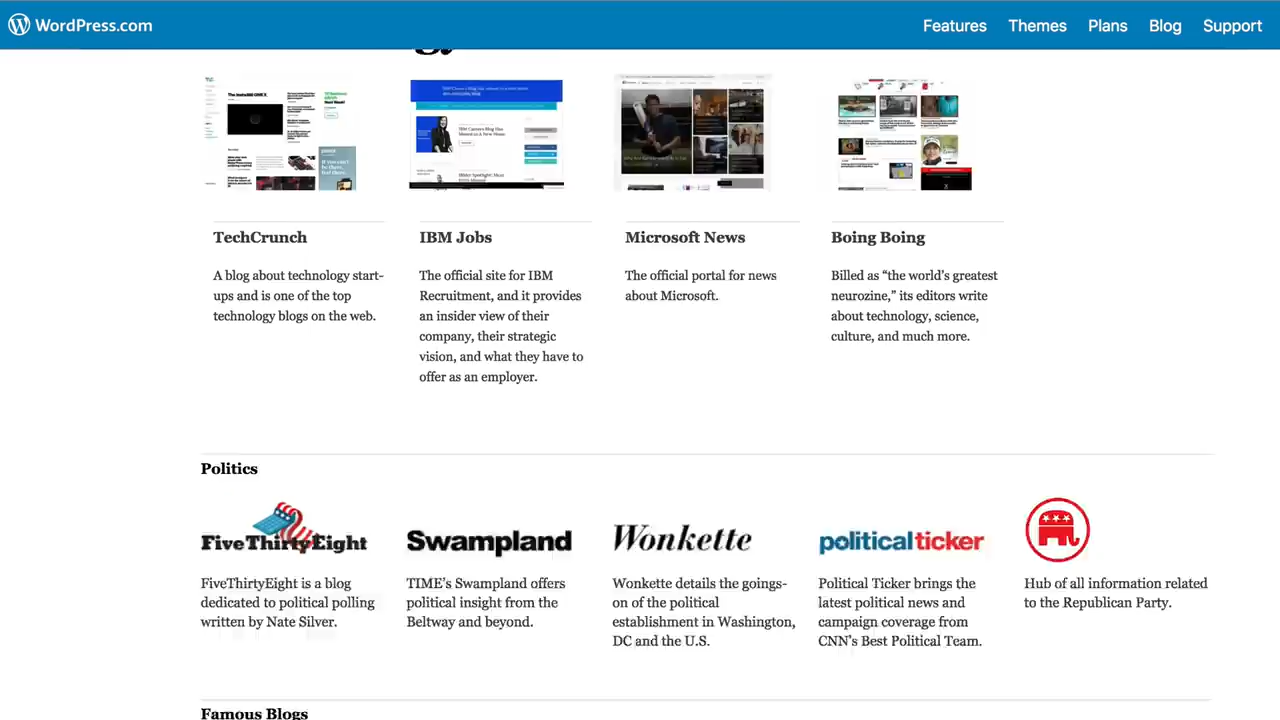 WordPress.com
Features
Themes
Plans
Blog
Support
TechCrunch
A blog about technology start-
ups and is one of the top
technology blogs on the web.
IBM Jobs
The official site for IBM
Recruitment, and it provides
an insider view of their
company, their strategic
vision, and what they have to
offer as an employer.
Microsoft News
The official portal for news
about Microsoft.
Boing Boing
Billed as “the world’s greatest
neurozine,” its editors write
about technology, science,
culture, and much more.
Politics
FiveThirtyEight
FiveThirtyEight is a blog
dedicated to political polling
written by Nate Silver.
Swampland
TIME’s Swampland offers
political insight from the
Beltway and beyond.
Wonkette
Wonkette details the goings-
on of the political
establishment in Washington,
DC and the U.S.
political ticker
Political Ticker brings the
latest political news and
campaign coverage from
CNN’s Best Political Team.
Hub of all information related
to the Republican Party.
Famous Blogs